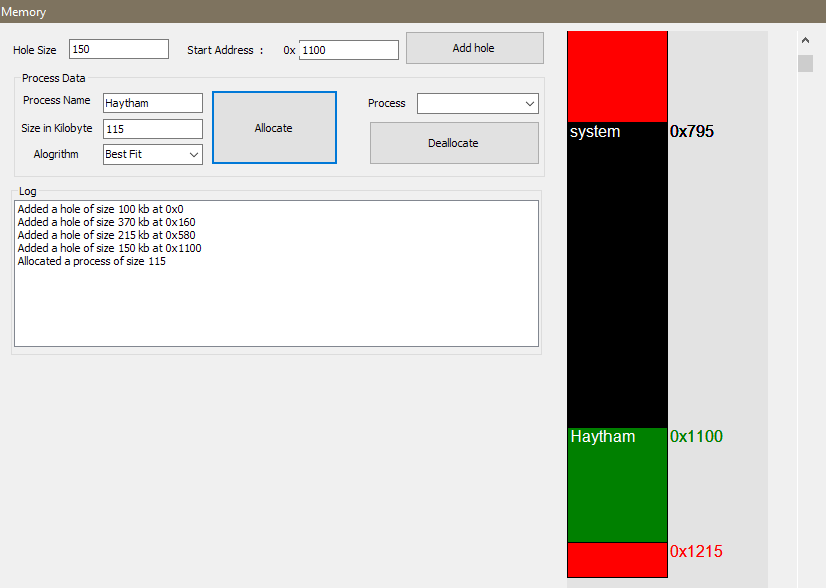 Memory
Hole Size 150 Start Address : 0x 1100 Add hole
Process Data
Process Name Haytham
Size in Kilobyte 115
Alogrithm Best Fit
Allocate
Process
Deallocate
Log
Added a hole of size 100 kb at 0x0
Added a hole of size 370 kb at 0x160
Added a hole of size 215 kb at 0x580
Added a hole of size 150 kb at 0x1100
Allocated a process of size 115
system 0x795
Haytham 0x1100
0x1215